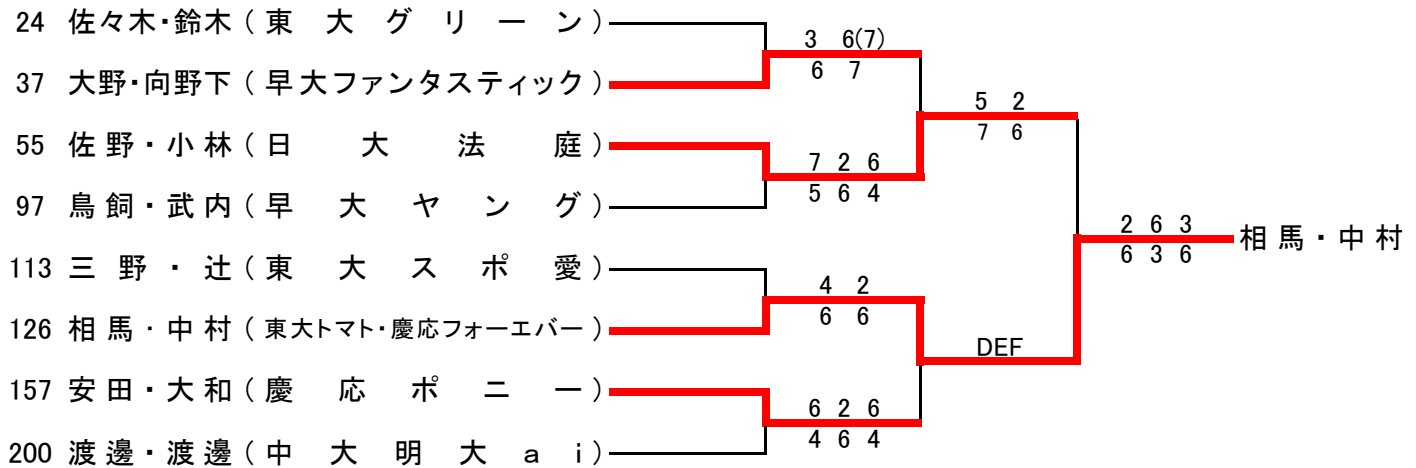 24 佐々木・鈴木(東大グリーン)
3 6(7)
6 7
37 大野・向野下(早大ファンタスティック)
5 2
7 6
55 佐野・小林(日大法庭)
7 2 6
5 6 4
97 鳥飼・武内(早大ヤング)
2 6 3
6 3 6
相馬・中村
113 三野・辻(東大スポ愛)
4 2
6 6
126 相馬・中村(東大トマト・慶応フォーエバー)
DEF
157 安田・大和(慶応ポニー)
6 2 6
4 6 4
200 渡邊・渡邊(中大明大ai)